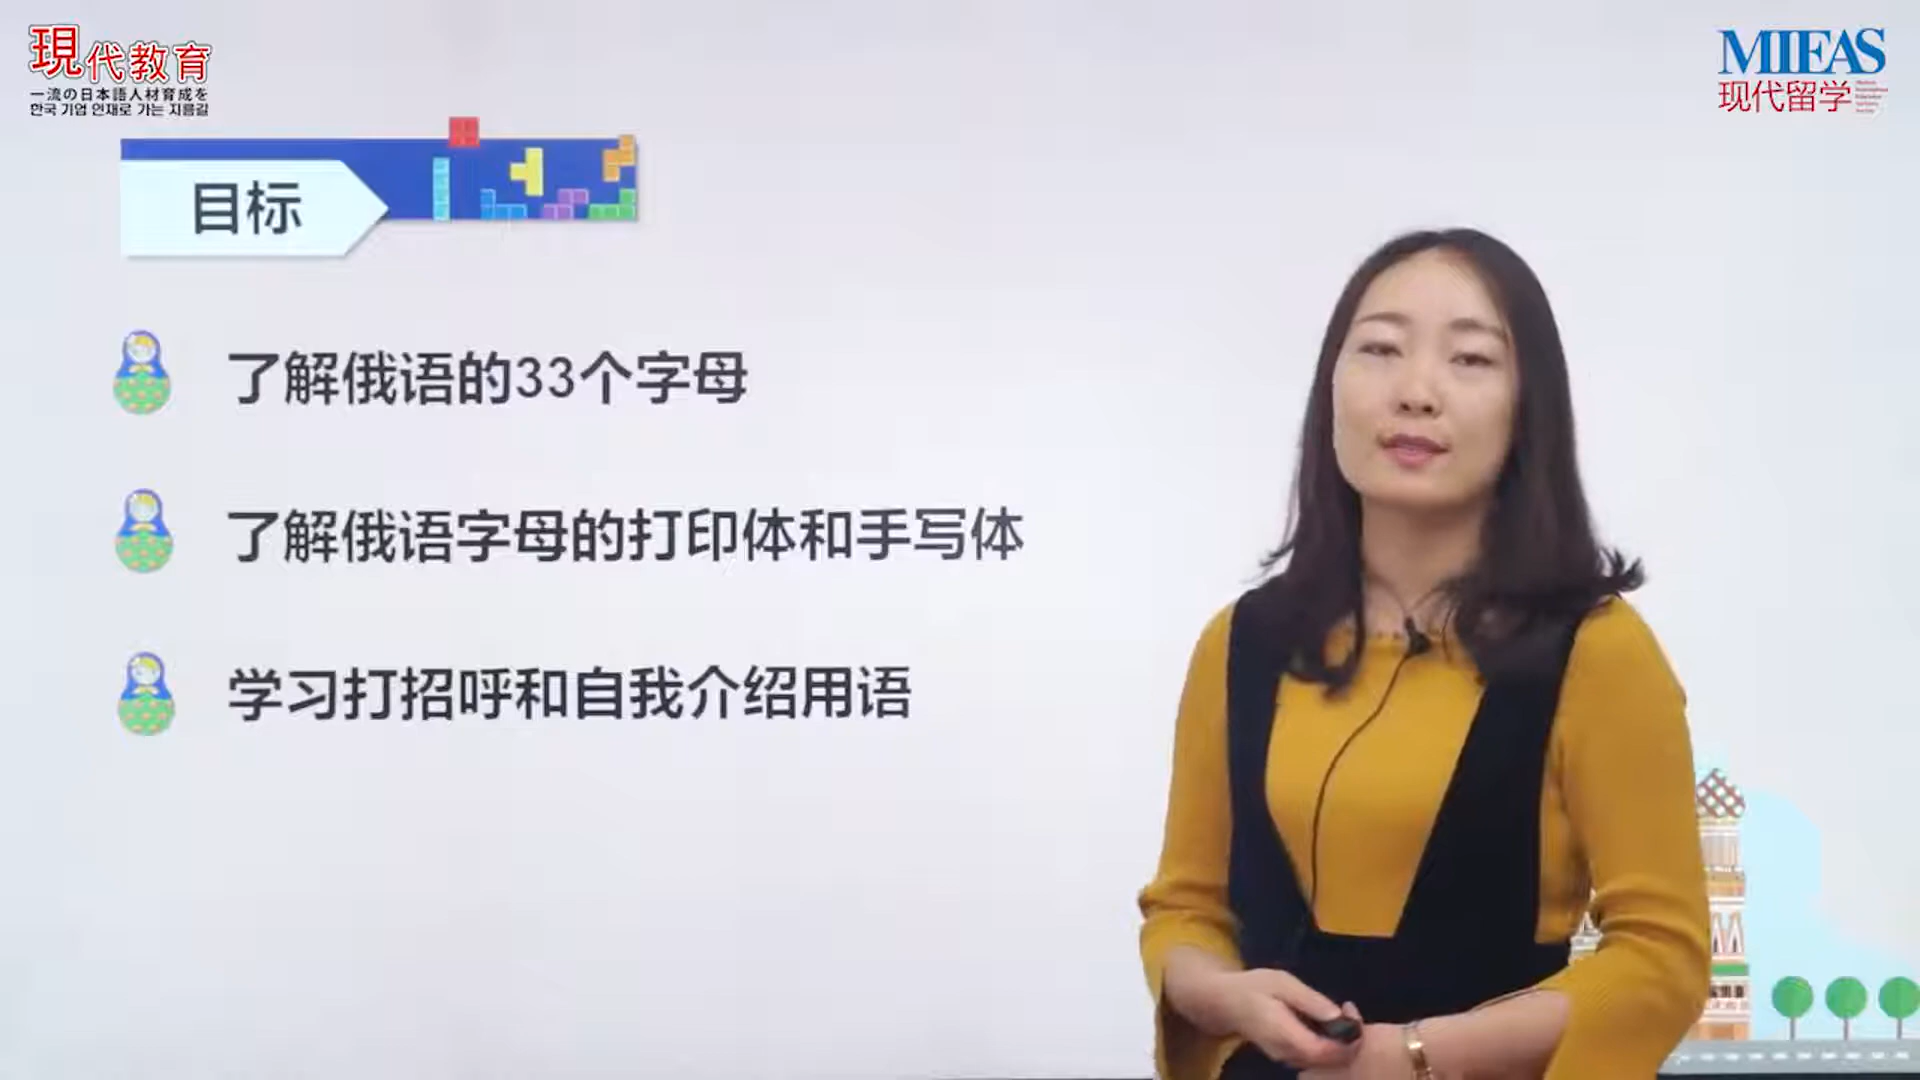 現代教育
一流の日本語人材育成を
한국 기업 인재로 가는 지름길
MIEAS
现代留学
目标
了解俄语的33个字母
了解俄语字母的打印体和手写体
学习打招呼和自我介绍用语